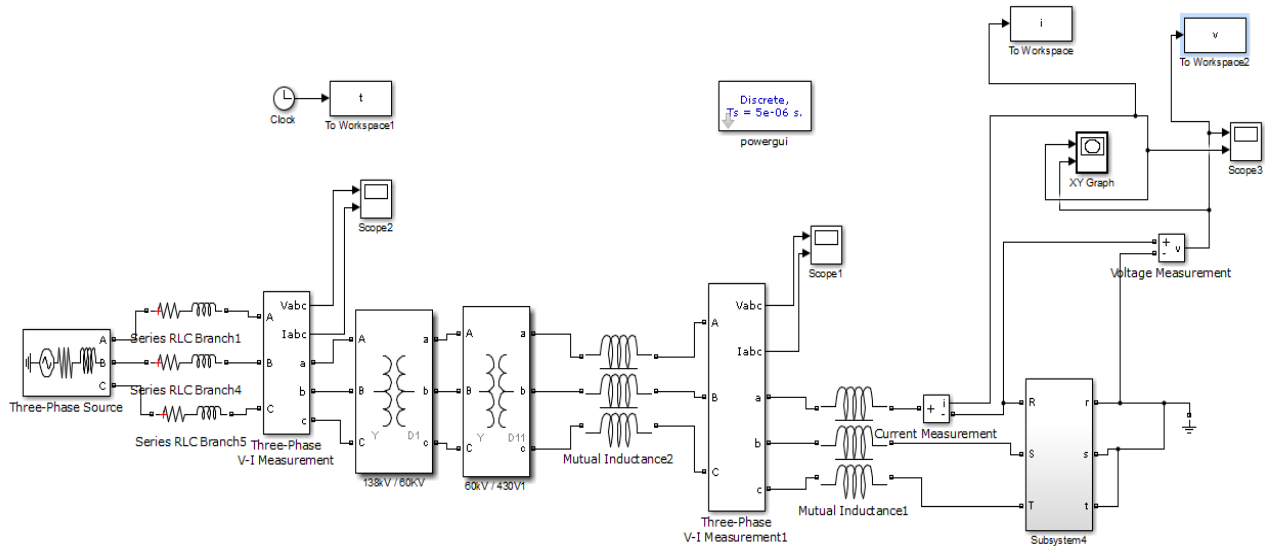 i
To Workspace
v
To Workspace2
t
Clock
To Workspace1
Discrete,
Ts = 5e-06 s.
powergui
XY Graph
Scope3
Scope2
Scope1
+
-
v
Voltage Measurement
A
B
C
Three-Phase Source
Series RLC Branch1
Series RLC Branch4
Series RLC Branch5
A
B
C
Vabc
Iabc
a
b
c
Three-Phase
V-I Measurement
A
B
C
a
b
c
Y
D1
138kV / 60KV
A
B
C
a
b
c
Y
D11
60kV / 430V1
Mutual Inductance2
A
B
C
Vabc
Iabc
a
b
c
Three-Phase
V-I Measurement1
Mutual Inductance1
+
i
-
Current Measurement
R
S
T
r
s
t
Subsystem4